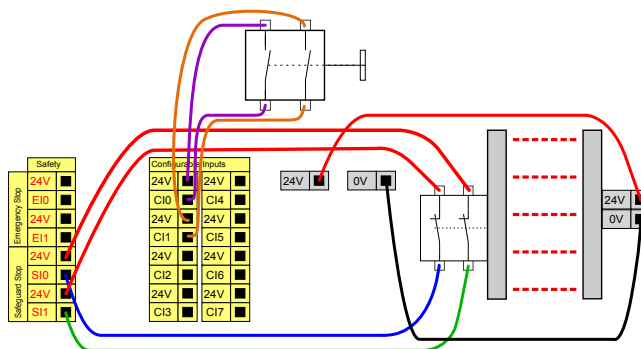 Safety
Emergency Stop
24V
EI0
24V
EI1
Safeguard Stop
24V
SI0
24V
SI1
Configurable Inputs
24V 24V
CI0 CI4
24V 24V
CI1 CI5
24V 24V
CI2 CI6
24V 24V
CI3 CI7
24V
0V
24V
0V